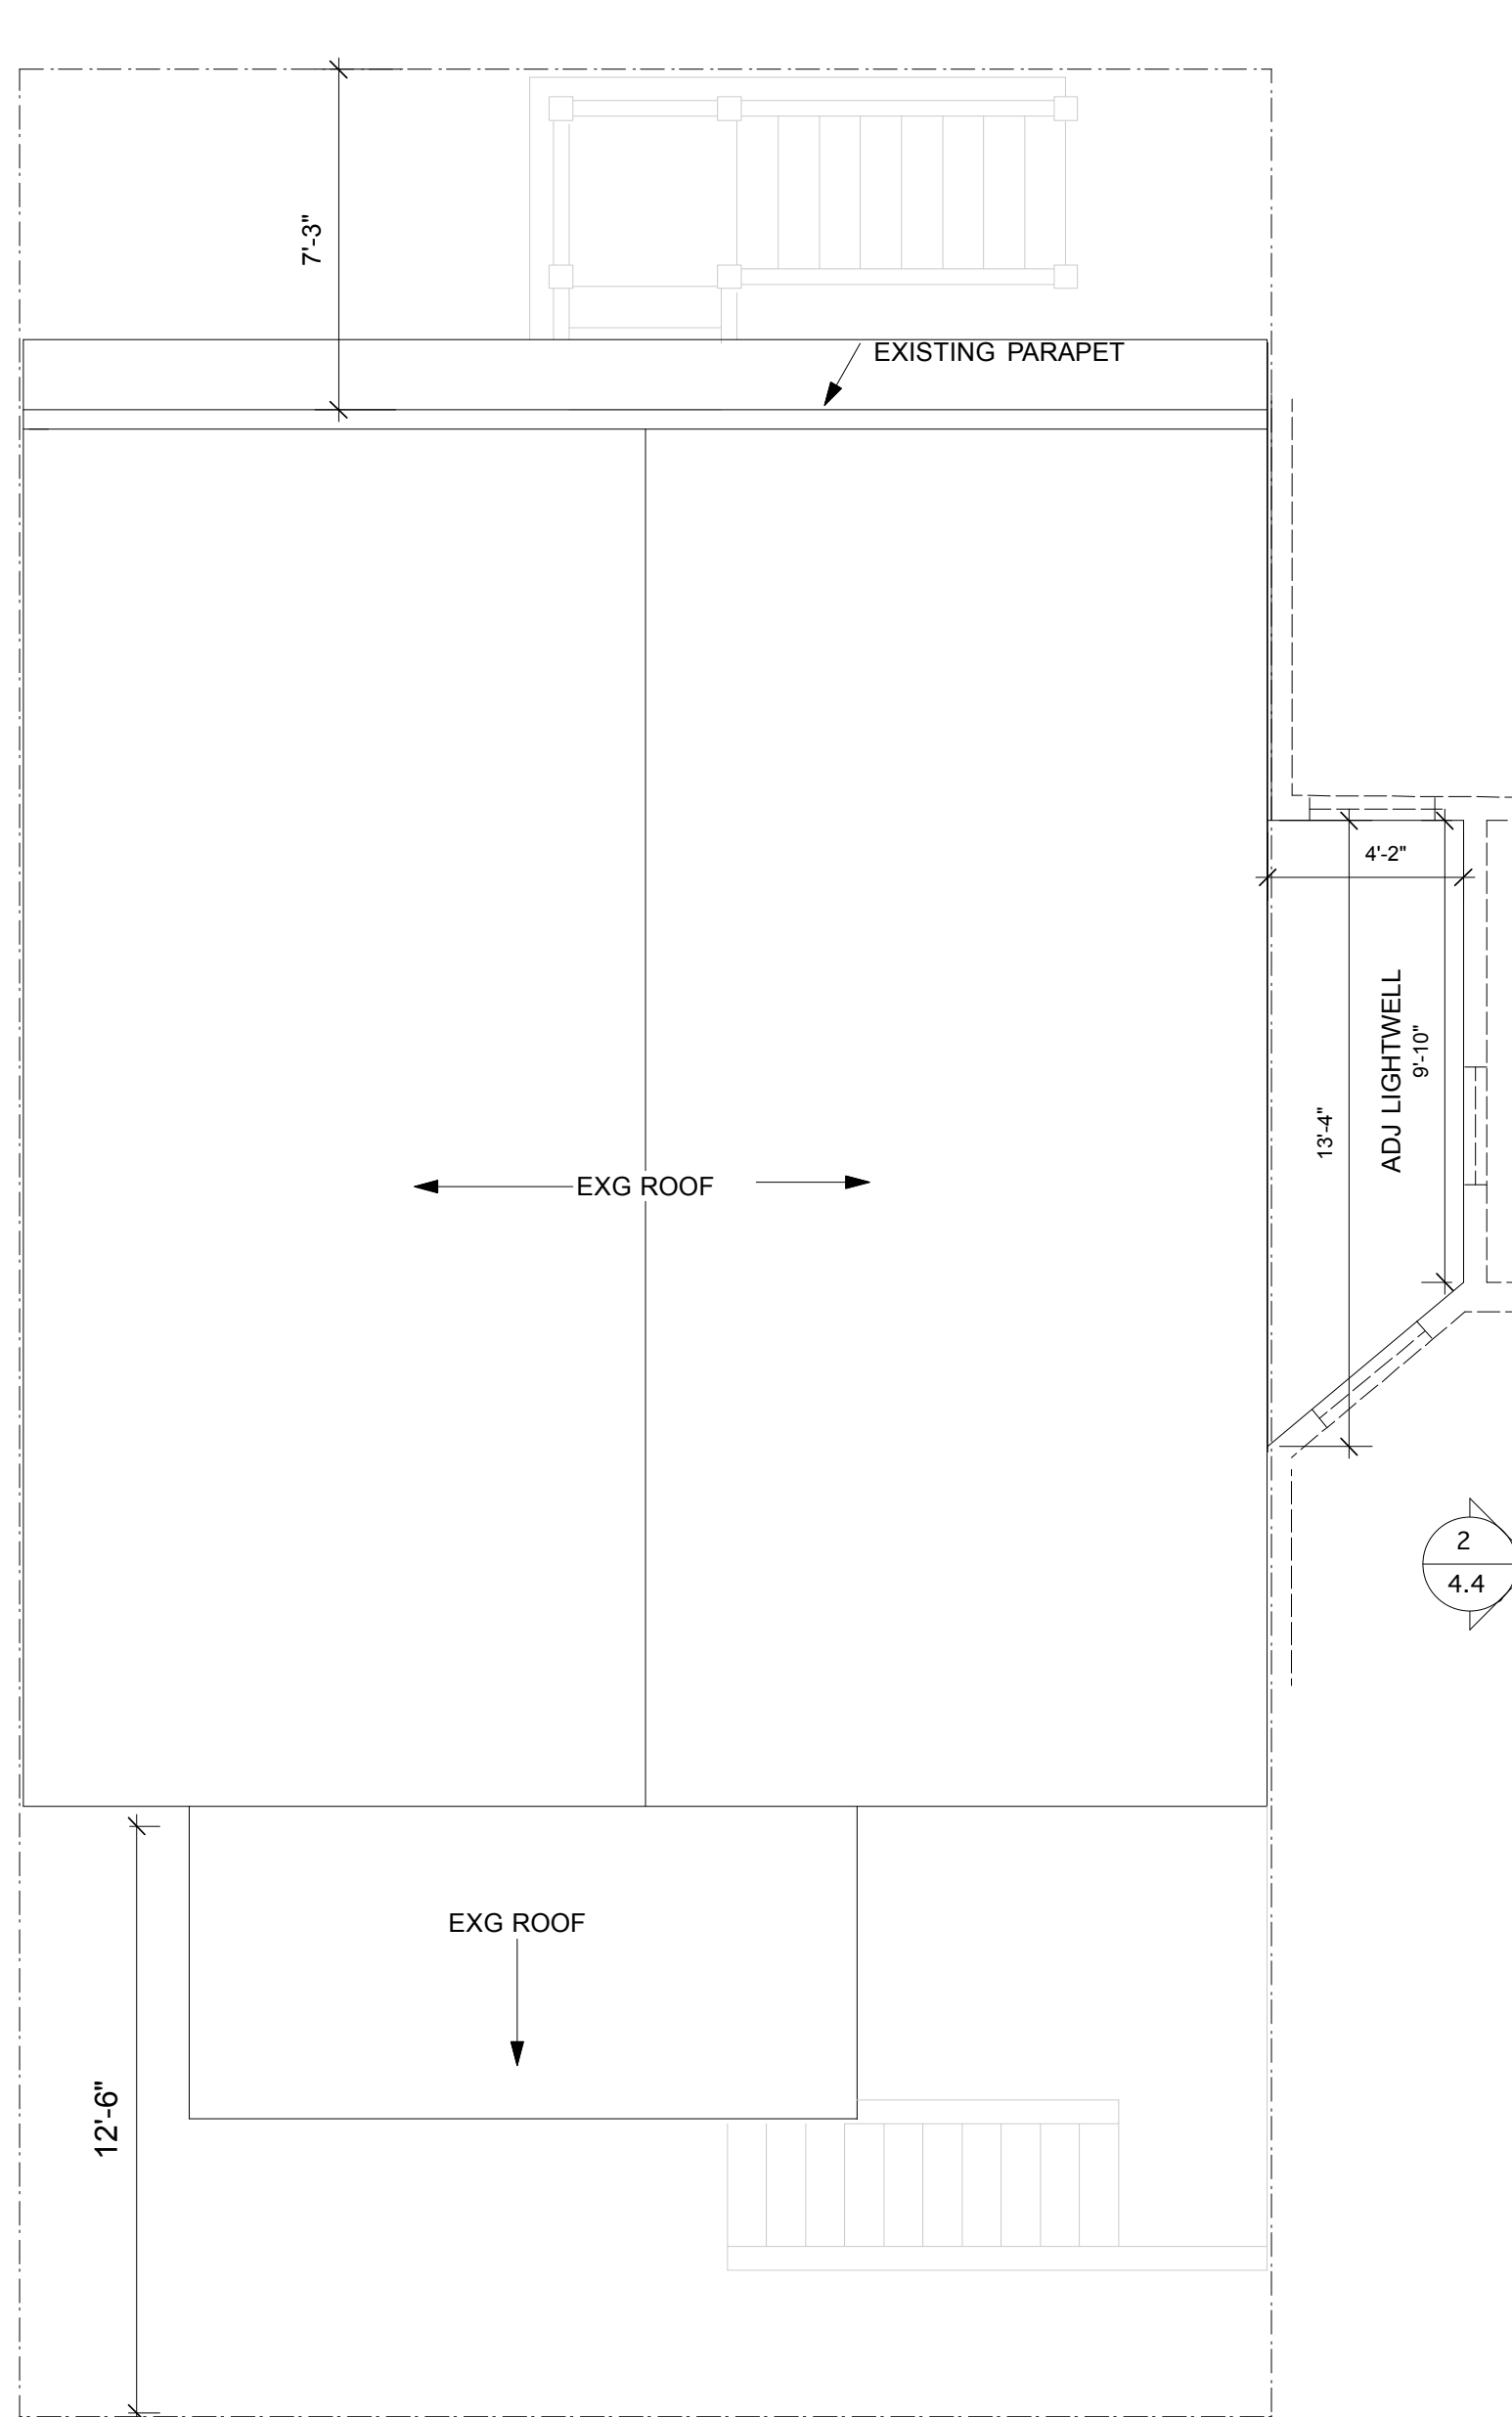 7'-3"
EXISTING PARAPET
4'-2"
ADJ LIGHTWELL
9'-10"
13'-4"
EXG ROOF
2
4.4
EXG ROOF
12'-6"